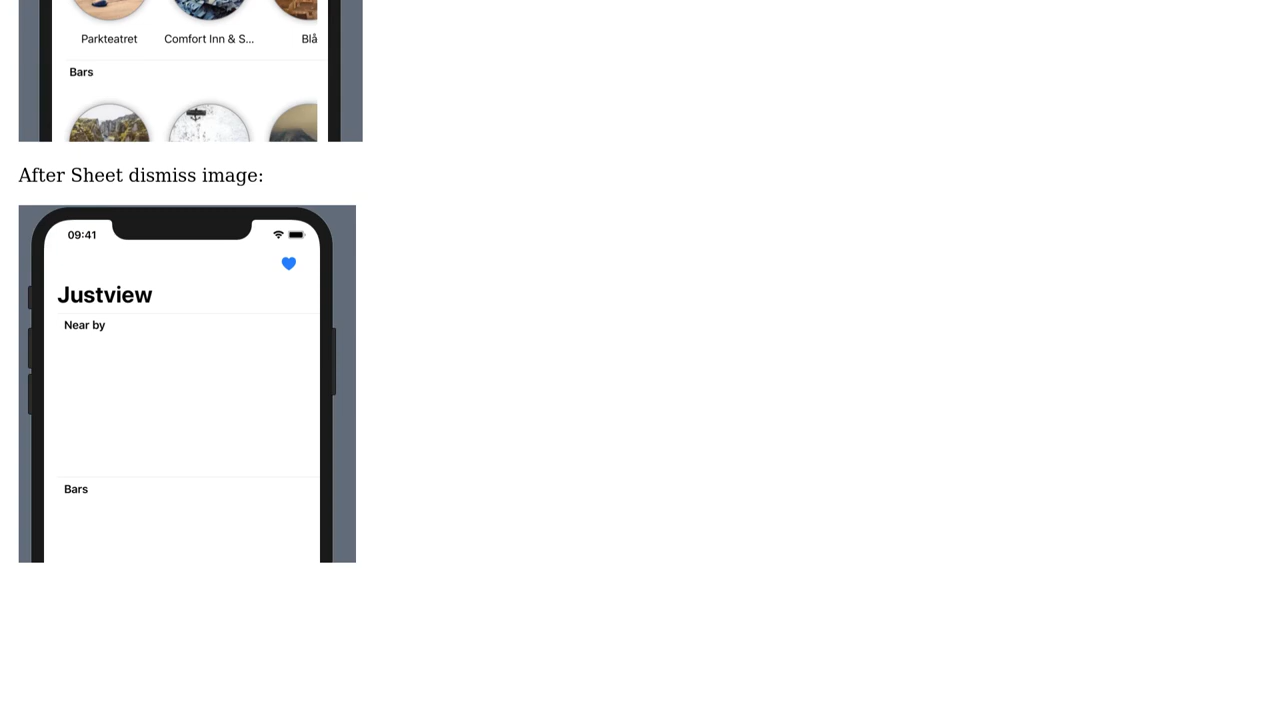 Parkteatret Comfort Inn & S... Blå
Bars
After Sheet dismiss image:
09:41
Justview
Near by
Bars